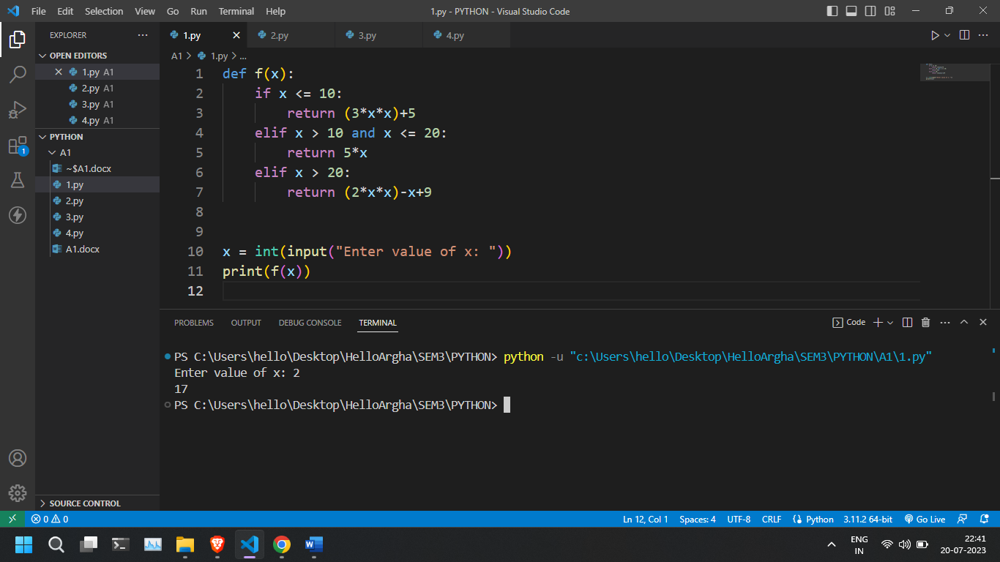 File Edit Selection View Go Run Terminal Help 1.py - PYTHON - Visual Studio Code
EXPLORER ...
1.py 2.py 3.py 4.py
OPEN EDITORS
1.py A1
2.py A1
3.py A1
4.py A1
PYTHON
A1
~$A1.docx
1.py
2.py
3.py
4.py
A1.docx
SOURCE CONTROL
1
A1 > 1.py > ...
1 def f(x):
2     if x <= 10:
3         return (3*x*x)+5
4     elif x > 10 and x <= 20:
5         return 5*x
6     elif x > 20:
7         return (2*x*x)-x+9
8
9
10 x = int(input("Enter value of x: "))
11 print(f(x))
12
PROBLEMS OUTPUT DEBUG CONSOLE TERMINAL Code
PS C:\Users\hello\Desktop\HelloArgha\SEM3\PYTHON> python -u "c:\Users\hello\Desktop\HelloArgha\SEM3\PYTHON\A1\1.py"
Enter value of x: 2
17
PS C:\Users\hello\Desktop\HelloArgha\SEM3\PYTHON>
0 0 Ln 12, Col 1 Spaces: 4 UTF-8 CRLF Python 3.11.2 64-bit Go Live
ENG
IN
22:41
20-07-2023